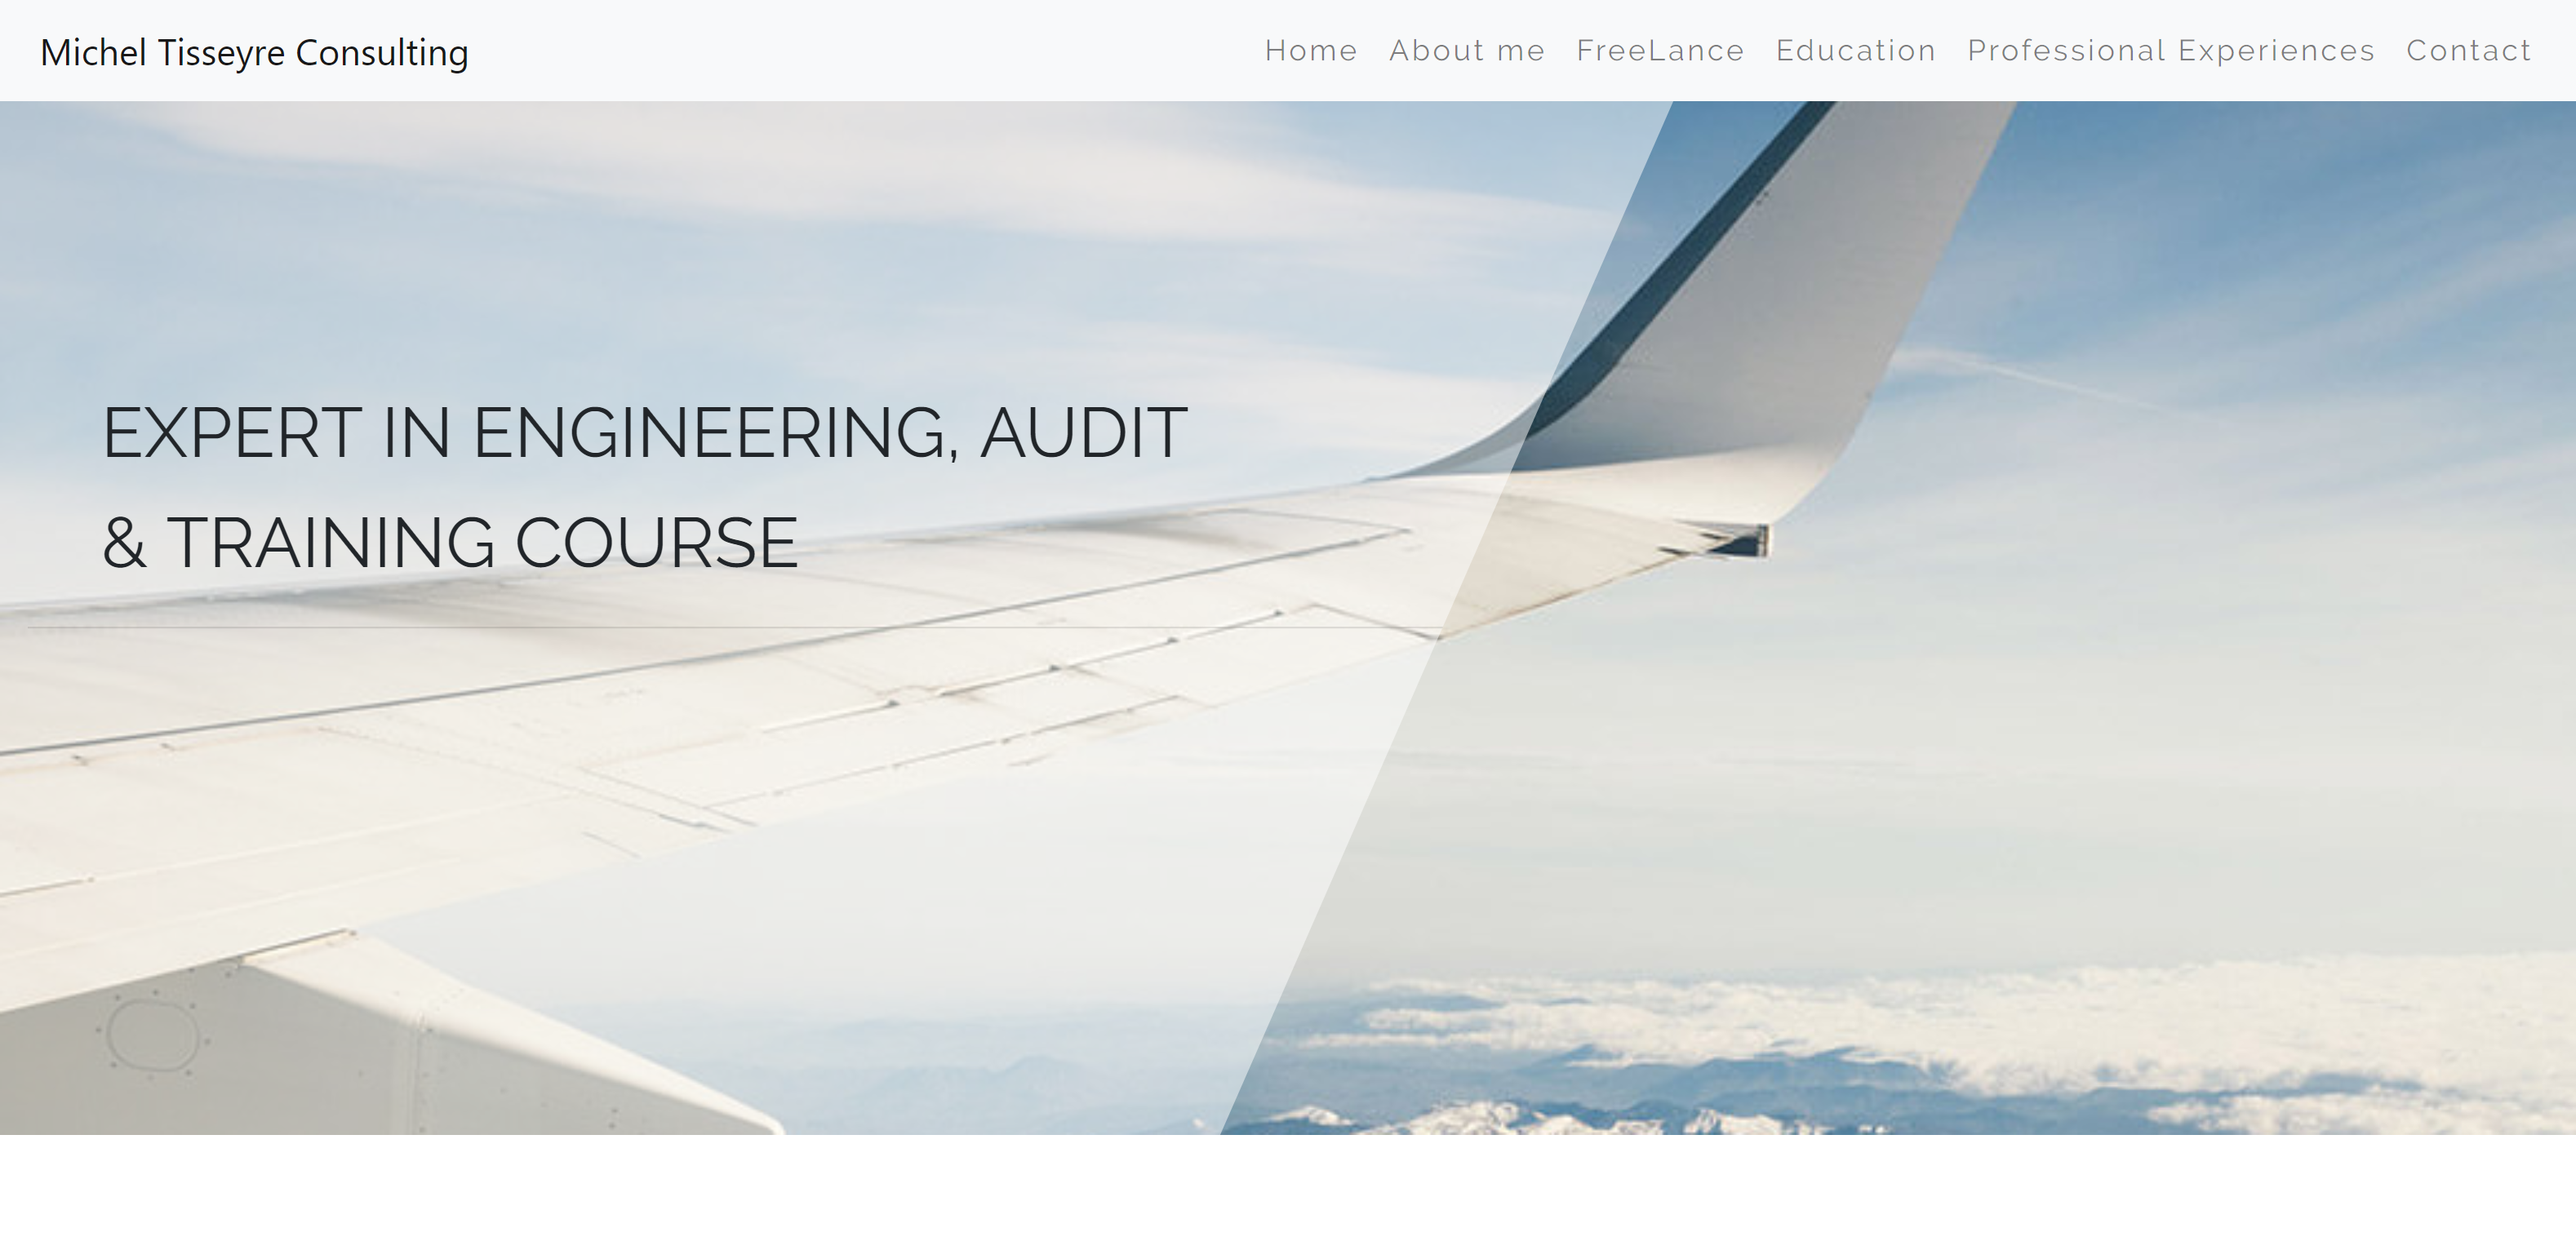 Michel Tisseyre Consulting
Home About me FreeLance Education Professional Experiences Contact
EXPERT IN ENGINEERING, AUDIT
& TRAINING COURSE